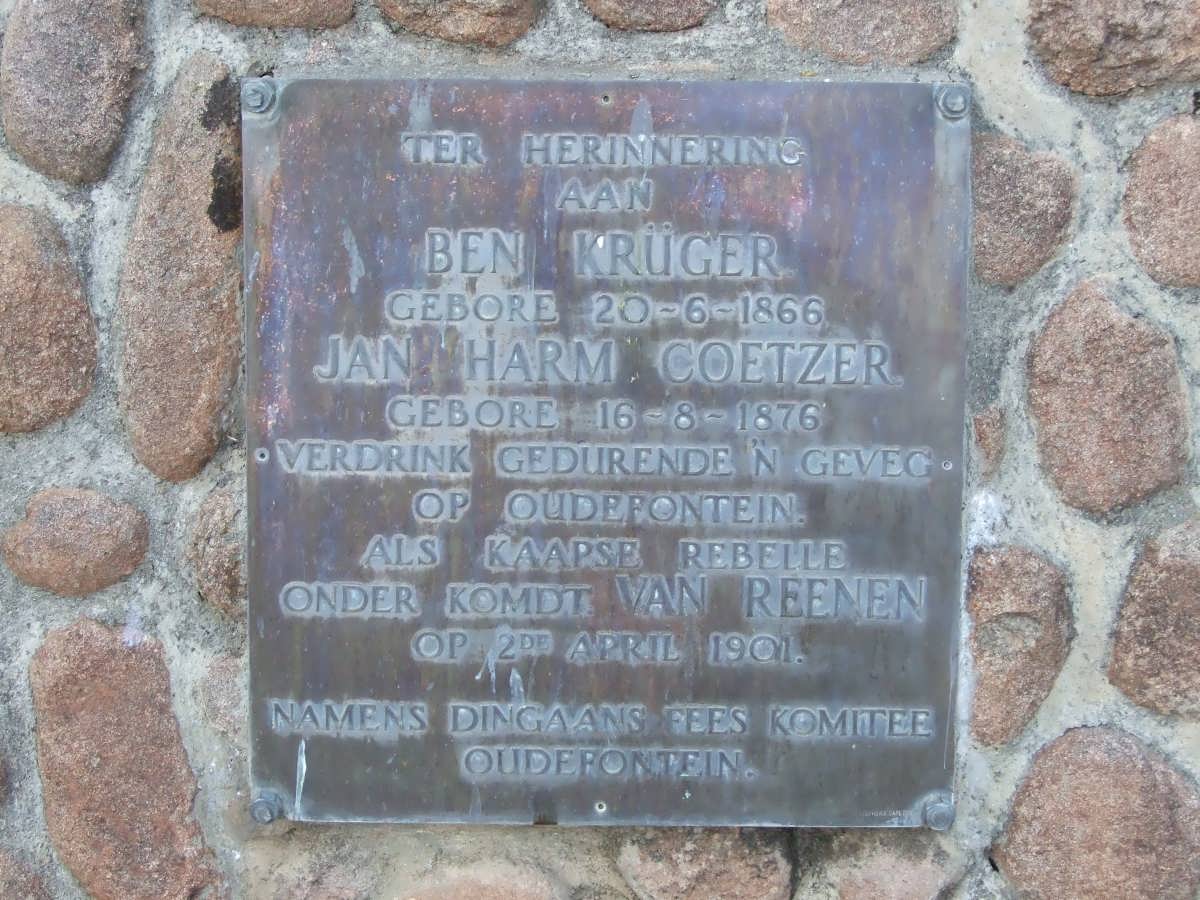 TER HERINNERING
AAN
BEN KRÜGER
GEBORE 20-6-1866
JAN HARM COETZER
GEBORE 16-8-1876
VERDRINK GEDURENDE 'N GEVEG
OP OUDEFONTEIN.
ALS KAAPSE REBELLE
ONDER KOMDT. VAN REENEN
OP 2DE APRIL 1901.
NAMENS DINGAANS FEES KOMITEE
OUDEFONTEIN.